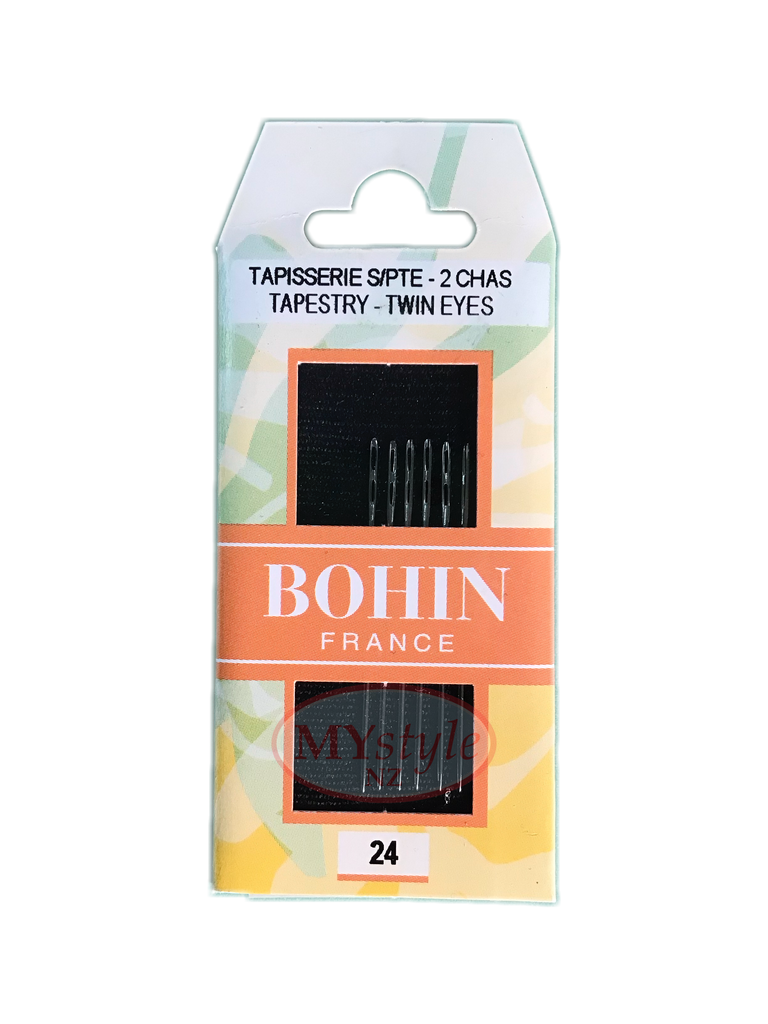 TAPISSERIE S/PTE - 2 CHAS
TAPESTRY - TWIN EYES
BOHIN
FRANCE
MYstyle
NZ
24